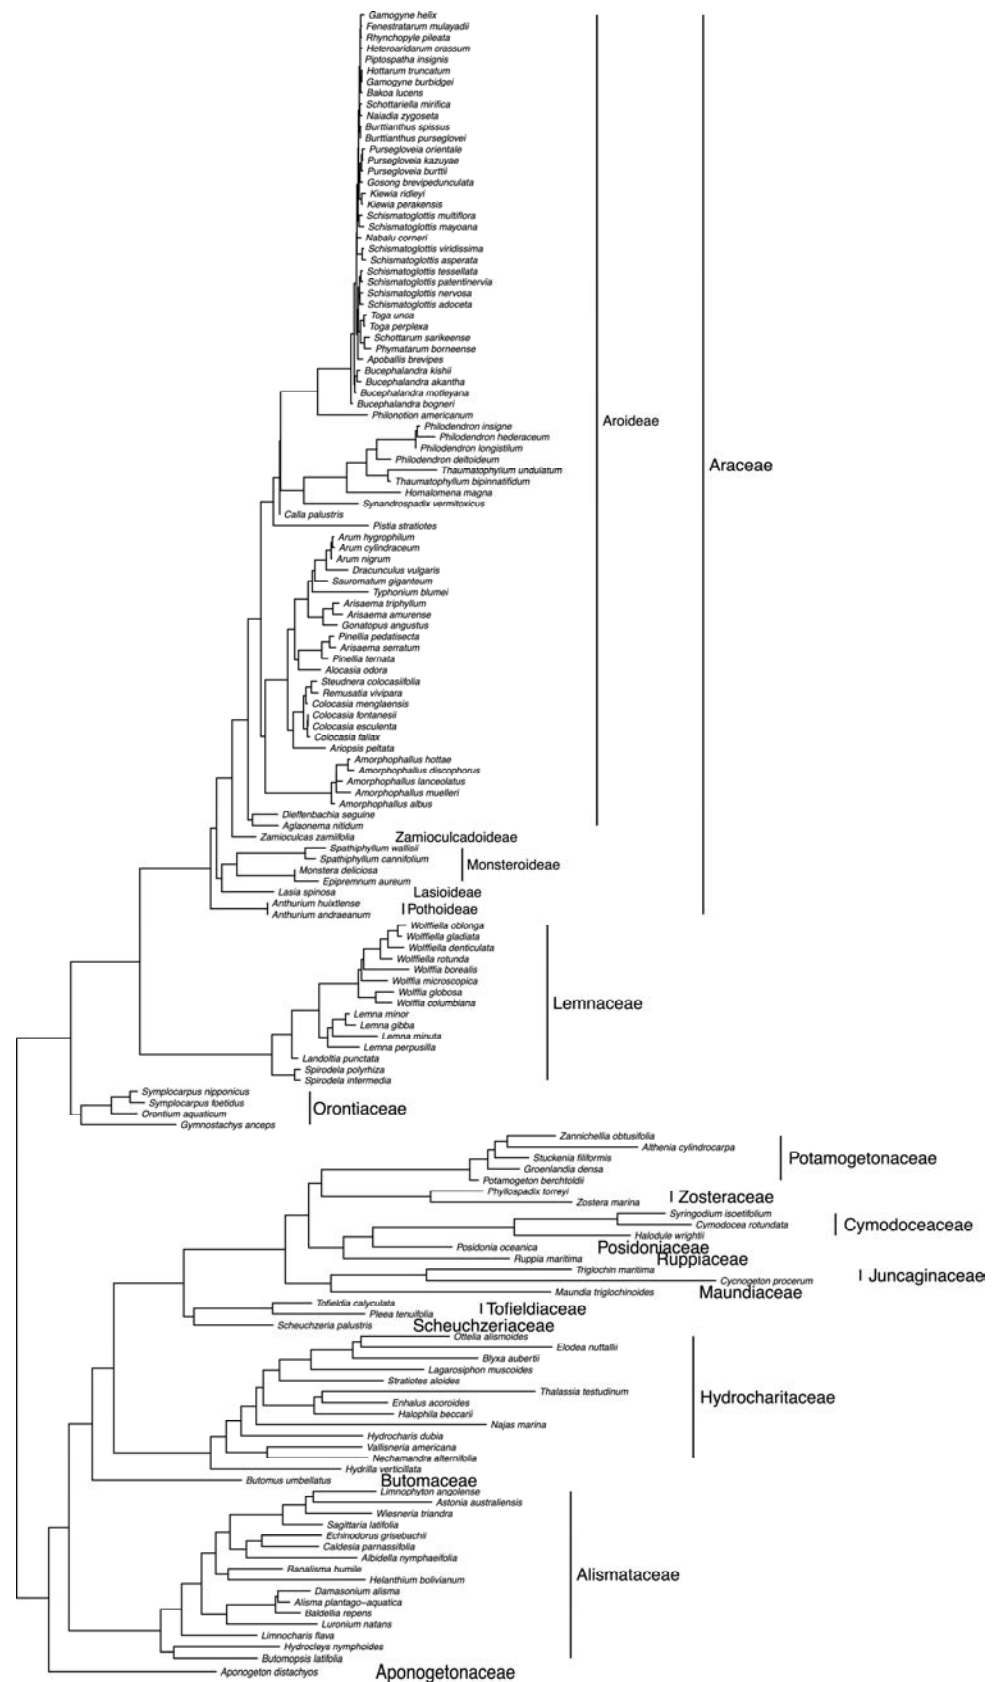 Gamogyne helix
Fenestratarum mulayadii
Rhynchopyle pileata
Heteroaridarum crassum
Piptospatha insignis
Hottarum truncatum
Gamogyne burbidgei
Bakoa lucens
Schottariella mirifica
Naiadia zygoseta
Burttianthus spissus
Burttianthus purseglovei
Pursegloveia orientale
Pursegloveia kazuyae
Pursegloveia burttii
Gosong brevipedunculata
Kiewia ridleyi
Kiewia perakensis
Schismatoglottis multiflora
Schismatoglottis mayoana
Nabalu corneri
Schismatoglottis viridissima
Schismatoglottis asperata
Schismatoglottis tessellata
Schismatoglottis patentinervia
Schismatoglottis nervosa
Schismatoglottis adoceta
Toga unca
Toga perplexa
Schottarum sarikeense
Phymatarum borneense
Apoballis brevipes
Bucephalandra kishii
Bucephalandra akantha
Bucephalandra motleyana
Bucephalandra bogneri
Philonotion americanum
Aroideae
Philodendron insigne
Philodendron hederaceum
Philodendron longistilum
Philodendron deltoideum
Araceae
Thaumatophyllum undulatum
Thaumatophyllum bipinnatifidum
Homalomena magna
Synandrospadix vermitoxicus
Calla palustris
Pistia stratiotes
Arum hygrophilum
Arum cylindraceum
Arum nigrum
Dracunculus vulgaris
Sauromatum giganteum
Typhonium blumei
Arisaema triphyllum
Arisaema amurense
Gonatopus angustus
Pinellia pedatisecta
Arisaema serratum
Pinellia ternata
Alocasia odora
Steudnera colocasiifolia
Remusatia vivipara
Colocasia menglaensis
Colocasia fontanesii
Colocasia esculenta
Colocasia fallax
Ariopsis peltata
Amorphophallus hottae
Amorphophallus discophorus
Amorphophallus lanceolatus
Amorphophallus muelleri
Amorphophallus albus
Dieffenbachia seguine
Aglaonema nitidum
Zamioculcas zamiifolia Zamioculcadoideae
Spathiphyllum wallisii
Spathiphyllum cannifolium
Monsteroideae
Monstera deliciosa
Epipremnum aureum
Lasia spinosa Lasioideae
Anthurium huixtlense
Pothoideae
Anthurium andraeanum
Wolffiella oblonga
Wolffiella gladiata
Wolffiella denticulata
Wolffiella rotunda
Wolffia borealis
Wolffia microscopica
Wolffia globosa
Wolffia columbiana
Lemnaceae
Lemna minor
Lemna gibba
Lemna minuta
Lemna perpusilla
Landoltia punctata
Spirodela polyrhiza
Spirodela intermedia
Symplocarpus nipponicus
Symplocarpus foetidus
Orontiaceae
Orontium aquaticum
Gymnostachys anceps
Zannichellia obtusifolia
Althenia cylindrocarpa
Stuckenia filiformis
Potamogetonaceae
Groenlandia densa
Potamogeton berchtoldii
Phyllospadix torreyi
Zosteraceae
Zostera marina
Syringodium isoetifolium
Cymodocea rotundata
Cymodoceaceae
Halodule wrightii
Posidonia oceanica Posidoniaceae
Ruppia maritima Ruppiaceae
Triglochin maritima
Juncaginaceae
Cycnogeton procerum
Maundia triglochinoides Maundiaceae
Tofieldia calyculata
Tofieldiaceae
Pleea tenuifolia
Scheuchzeria palustris Scheuchzeriaceae
Ottelia alismoides
Elodea nuttallii
Blyxa aubertii
Lagarosiphon muscoides
Stratiotes aloides
Thalassia testudinum
Hydrocharitaceae
Enhalus acoroides
Halophila beccarii
Najas marina
Hydrocharis dubia
Vallisneria americana
Nechamandra alternifolia
Hydrilla verticillata
Butomus umbellatus Butomaceae
Limnophyton angolense
Astonia australiensis
Wiesneria triandra
Sagittaria latifolia
Echinodorus grisebachii
Caldesia parnassifolia
Albidella nymphaeifolia
Ranalisma humile
Alismataceae
Helanthium bolivianum
Damasonium alisma
Alisma plantago–aquatica
Baldellia repens
Luronium natans
Limnocharis flava
Hydrocleys nymphoides
Butomopsis latifolia
Aponogeton distachyos Aponogetonaceae